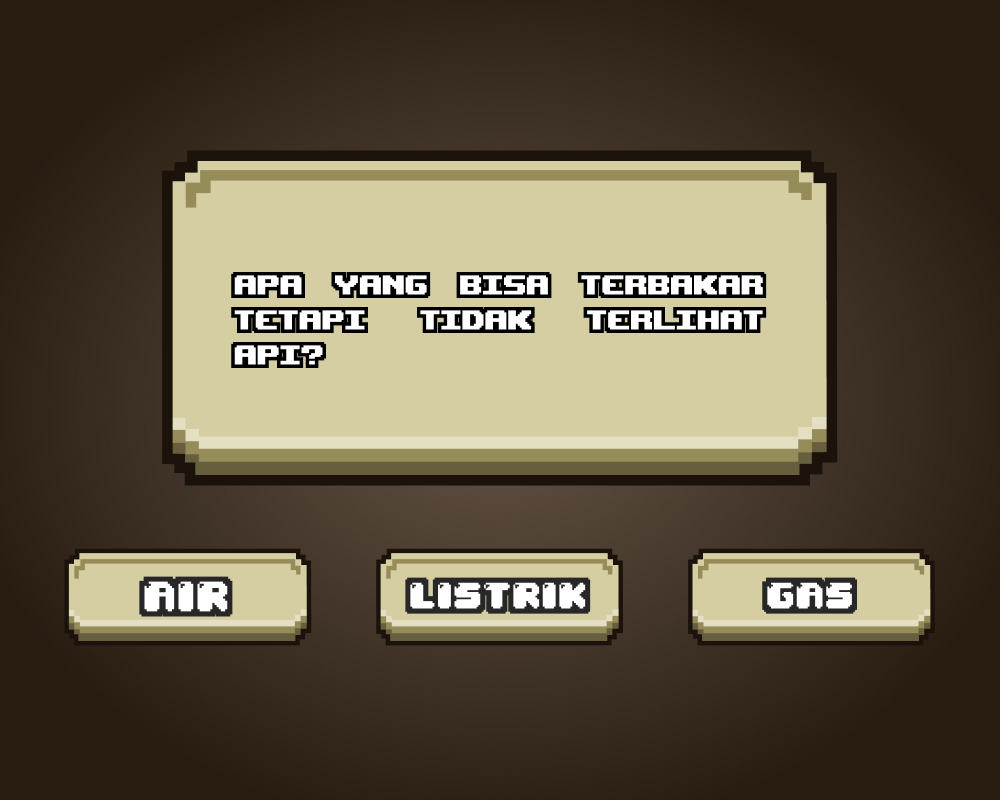 APA YANG BISA TERBAKAR
TETAPI TIDAK TERLIHAT
API?
AIR
LISTRIK
GAS